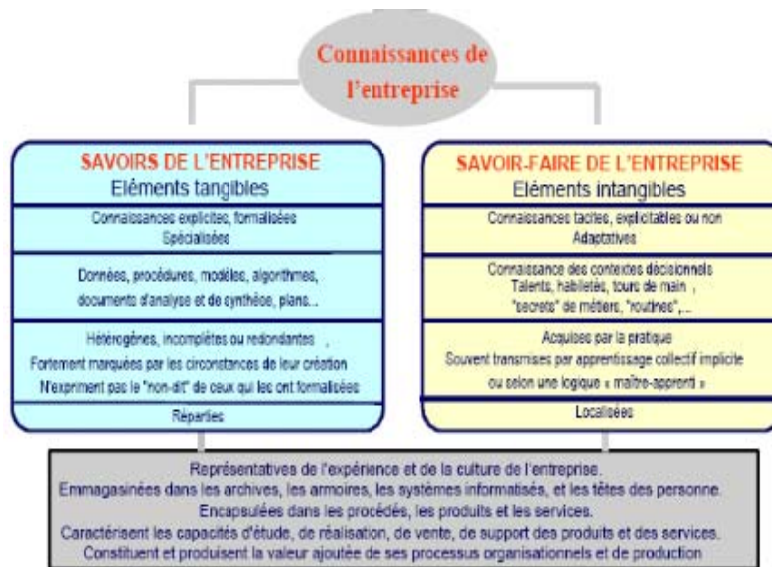 Connaissances de
l'entreprise
SAVOIRS DE L'ENTREPRISE
Eléments tangibles
Connaissances explicites, formalisées
Spécialisées
Données, procédures, modèles, algorithmes,
documents d'analyse et de synthèse, plans...
Hétérogènes, incomplètes ou redondantes ,
Fortement marquées par les circonstances de leur création
N'expriment pas le "non-dit" de ceux qui les ont formalisées
Réparties
SAVOIR-FAIRE DE L'ENTREPRISE
Eléments intangibles
Connaissances tacites, explicitables ou non
Adaptatives
Connaissance des contextes décisionnels
Talents, habiletés, tours de main ,
"secrets" de métiers, "routines",...
Acquises par la pratique
Souvent transmises par apprentissage collectif implicite
ou selon une logique « maître-apprenti »
Localisées
Représentatives de l'expérience et de la culture de l'entreprise.
Emmagasinées dans les archives, les armoires, les systèmes informatisés, et les têtes des personne.
Encapsulées dans les procédés, les produits et les services.
Caractérisent les capacités d'étude, de réalisation, de vente, de support des produits et des services.
Constituent et produisent la valeur ajoutée de ses processus organisationnels et de production